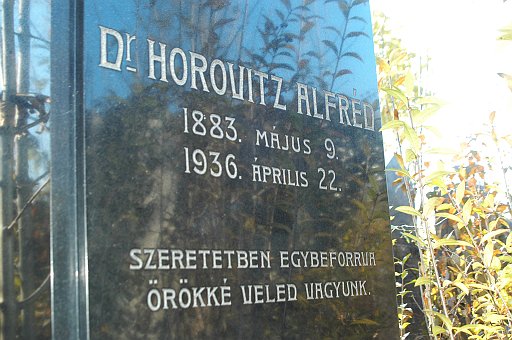 Dr HOROVITZ ALFRÉD
1883. MÁJUS 9.
1936. ÁPRILIS 22.
SZERETETBEN EGYBEFORRVA
ÖRÖKKÉ VELED VAGYUNK.